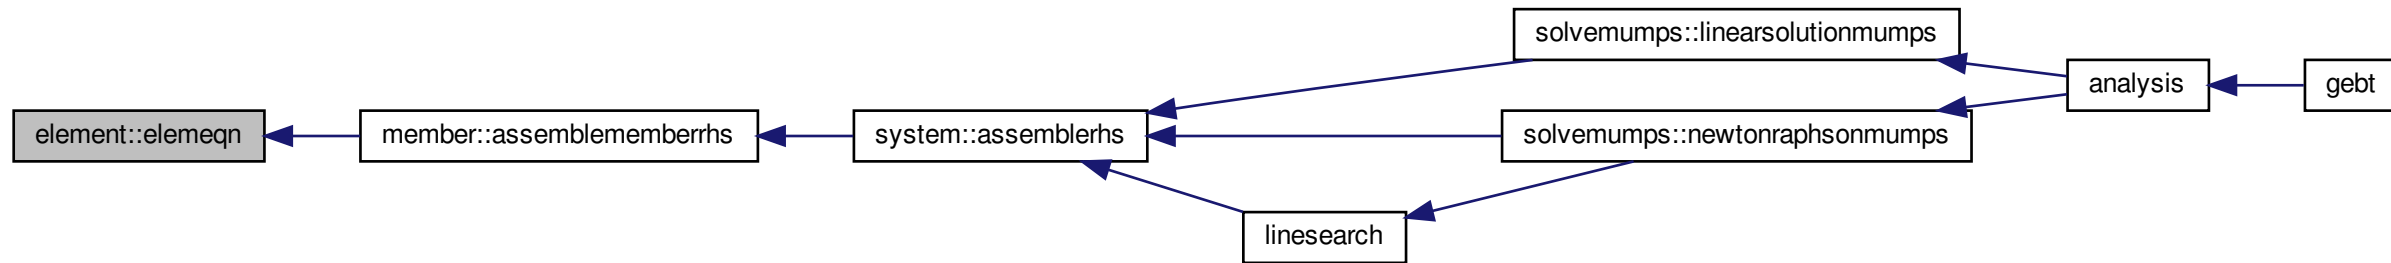 solvemumps::linearsolutionmumps
analysis
gebt
element::elemeqn
member::assemblememberrhs
system::assemblerhs
solvemumps::newtonraphsonmumps
linesearch